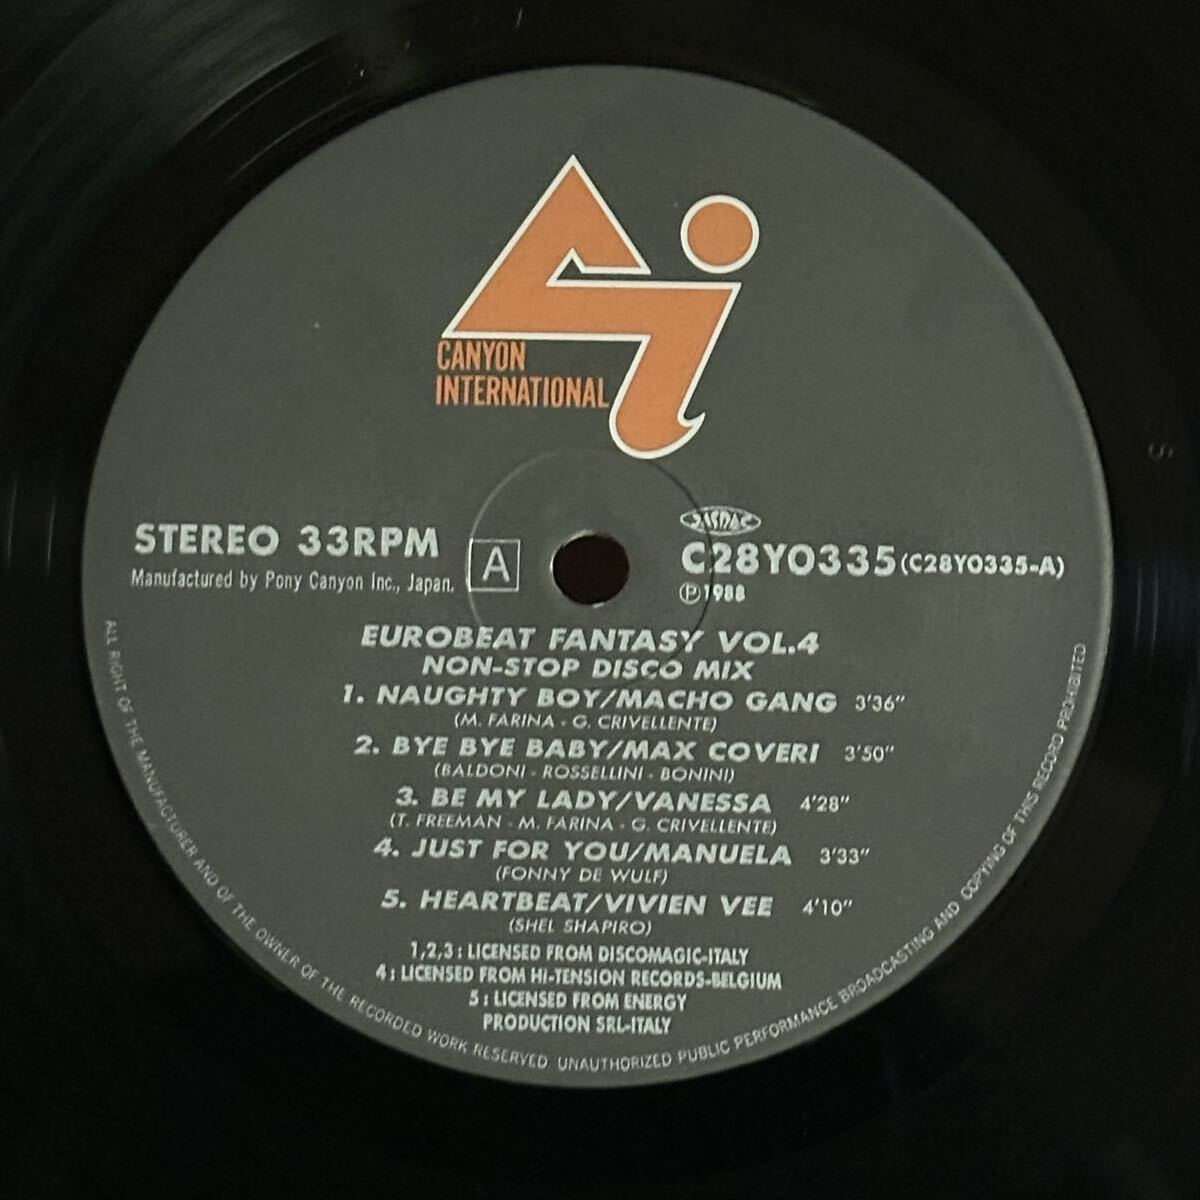 CANYON
INTERNATIONAL
STEREO 33RPM
Manufactured by Pony Canyon Inc., Japan.
A
JASRAC
C28Y0335 (C28Y0335-A)
Ⓟ1988
EUROBEAT FANTASY VOL.4
NON-STOP DISCO MIX
1. NAUGHTY BOY/MACHO GANG 3'36"
(M. FARINA - G. CRIVELLENTE)
2. BYE BYE BABY/MAX COVERI 3'50"
(BALDONI - ROSSELLINI - BONINI)
3. BE MY LADY/VANESSA 4'28"
(T. FREEMAN - M. FARINA - G. CRIVELLENTE)
4. JUST FOR YOU/MANUELA 3'33"
(FONNY DE WULF)
5. HEARTBEAT/VIVIEN VEE 4'10"
(SHEL SHAPIRO)
1,2,3 : LICENSED FROM DISCOMAGIC-ITALY
4 : LICENSED FROM HI-TENSION RECORDS-BELGIUM
5 : LICENSED FROM ENERGY
PRODUCTION SRL-ITALY
ALL RIGHT OF THE MANUFACTURER AND OF THE OWNER OF THE RECORDED WORK RESERVED. UNAUTHORIZED PUBLIC PERFORMANCE BROADCASTING AND COPYING OF THIS RECORD PROHIBITED
S